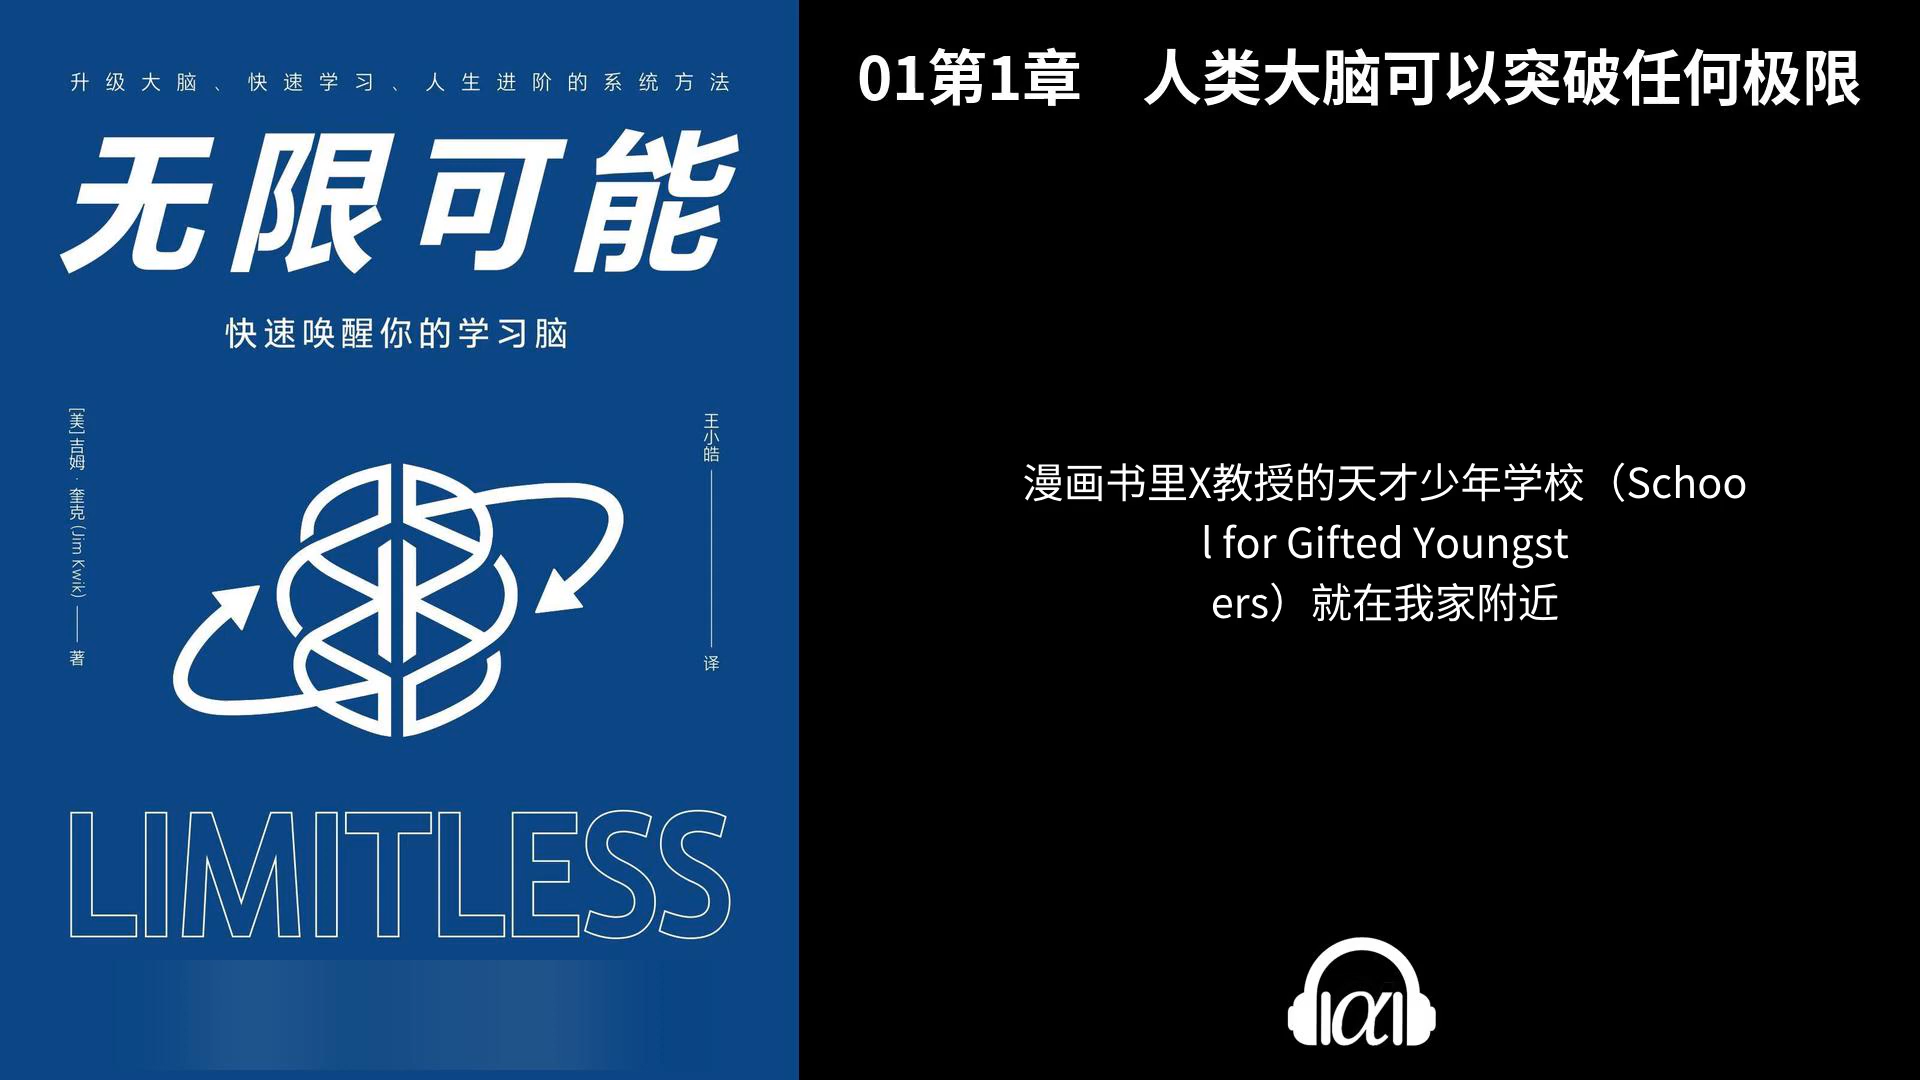 升级大脑、快速学习、人生进阶的系统方法
无限可能
快速唤醒你的学习脑
[美]吉姆·奎克(Jim Kwik)——著
王小皓——译
LIMITLESS
01第1章　人类大脑可以突破任何极限
漫画书里X教授的天才少年学校（Schoo
l for Gifted Youngst
ers）就在我家附近
α